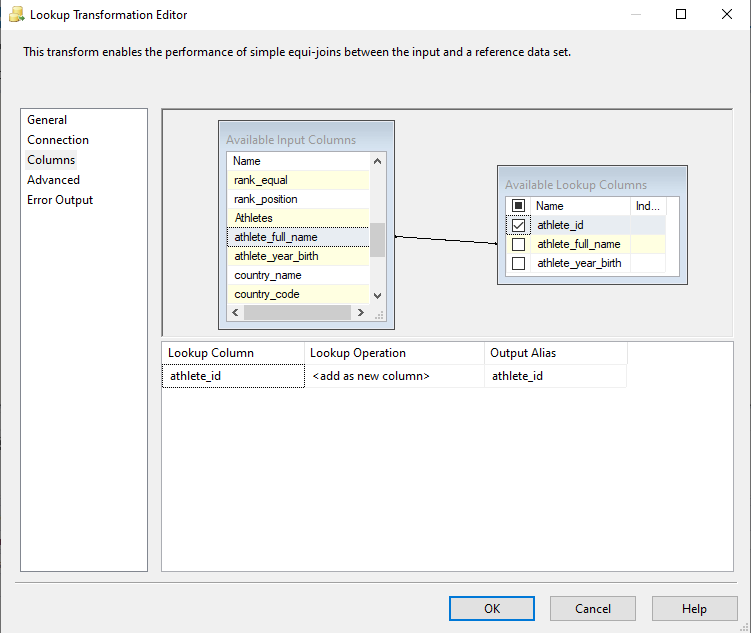 Lookup Transformation Editor
This transform enables the performance of simple equi-joins between the input and a reference data set.
General
Connection
Columns
Advanced
Error Output
Available Input Columns
Name
rank_equal
rank_position
Athletes
athlete_full_name
athlete_year_birth
country_name
country_code
Available Lookup Columns
Name Ind...
athlete_id
athlete_full_name
athlete_year_birth
Lookup Column Lookup Operation Output Alias
athlete_id <add as new column> athlete_id
OK Cancel Help